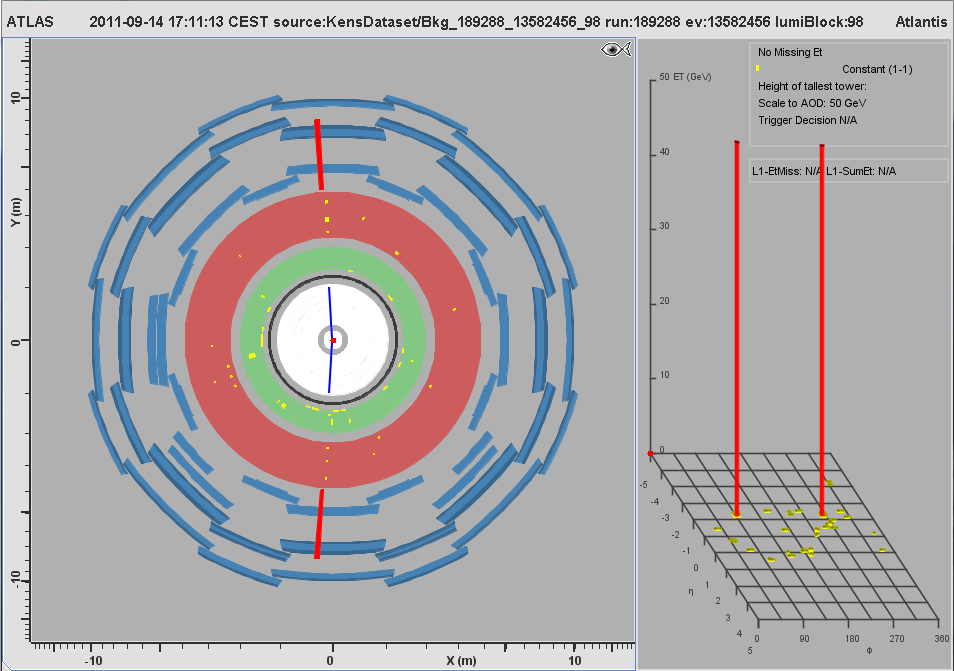 ATLAS 2011-09-14 17:11:13 CEST source:KensDataset/Bkg_189288_13582456_98 run:189288 ev:13582456 lumiBlock:98 Atlantis
No Missing Et
Constant (1-1)
Height of tallest tower:
Scale to AOD: 50 GeV
Trigger Decision N/A
L1-EtMiss: N/A L1-SumEt: N/A
50 ET (GeV)
40
30
20
10
0
-5
-4
-3
-2
-1
0
1
2
3
4
5
η
0 90 180 270 360
Φ
10
Y (m)
0
-10
-10 0 X (m) 10